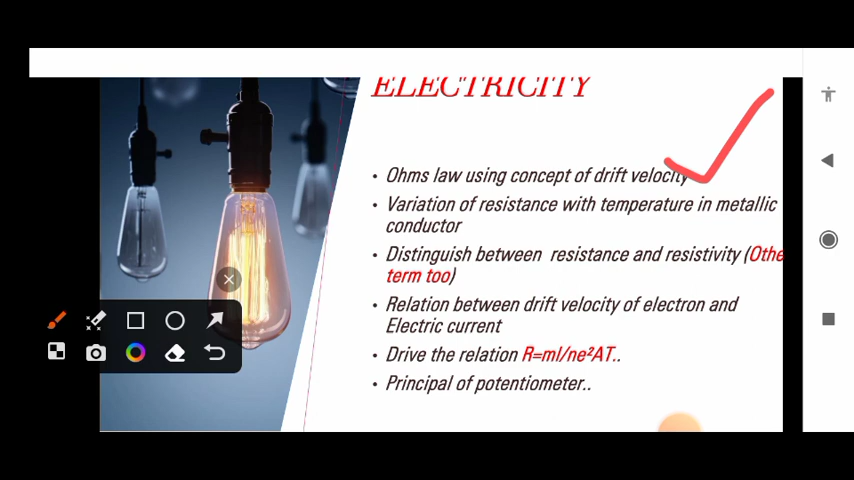 ELECTRICITY
• Ohms law using concept of drift velocity
• Variation of resistance with temperature in metallic
conductor
• Distinguish between resistance and resistivity (Othe
term too)
• Relation between drift velocity of electron and
Electric current
• Drive the relation R=ml/ne²AT..
• Principal of potentiometer..